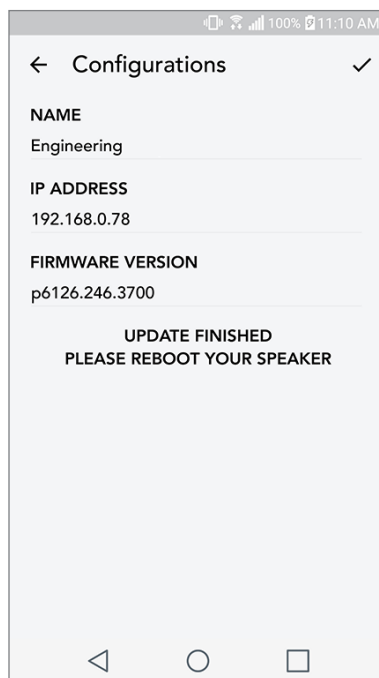 100% 11:10 AM
Configurations
NAME
Engineering
IP ADDRESS
192.168.0.78
FIRMWARE VERSION
p6126.246.3700
UPDATE FINISHED
PLEASE REBOOT YOUR SPEAKER